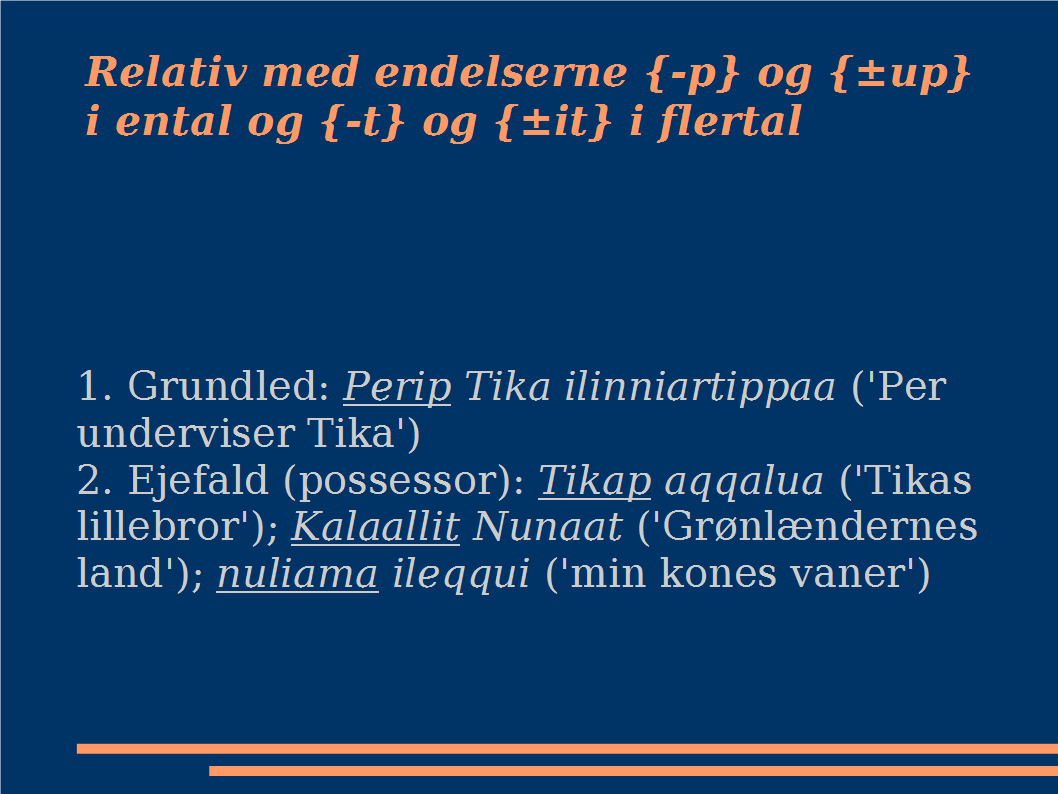 Relativ med endelserne {-p} og {±up}
i ental og {-t} og {±it} i flertal
1. Grundled: Perip Tika ilinniartippaa ('Per
underviser Tika')
2. Ejefald (possessor): Tikap aqqalua ('Tikas
lillebror'); Kalaallit Nunaat ('Grønlændernes
land'); nuliama ileqqui ('min kones vaner')